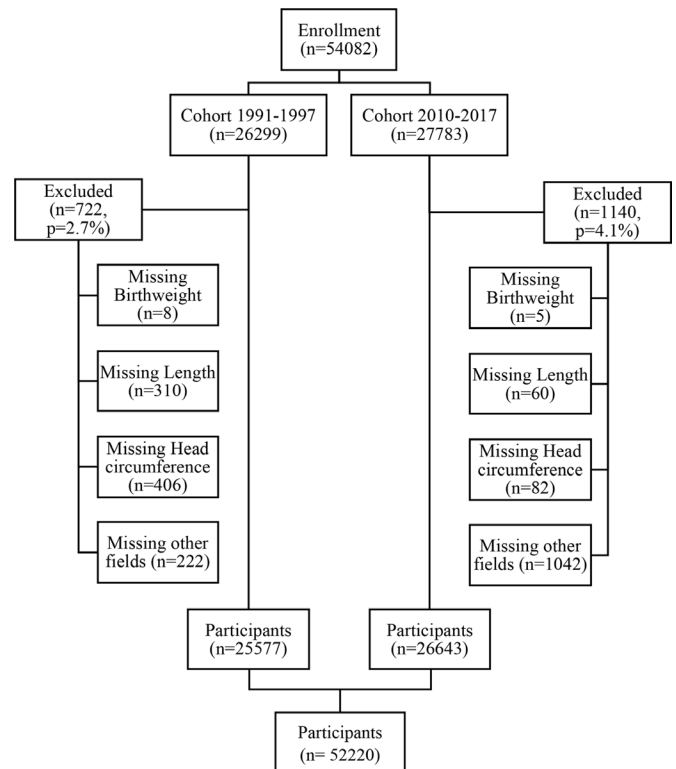 Enrollment
(n=54082)
Cohort 1991-1997
(n=26299)
Cohort 2010-2017
(n=27783)
Excluded
(n=722,
p=2.7%)
Excluded
(n=1140,
p=4.1%)
Missing
Birthweight
(n=8)
Missing
Birthweight
(n=5)
Missing Length
(n=310)
Missing Length
(n=60)
Missing Head
circumference
(n=406)
Missing Head
circumference
(n=82)
Missing other
fields (n=222)
Missing other
fields (n=1042)
Participants
(n=25577)
Participants
(n=26643)
Participants
(n= 52220)